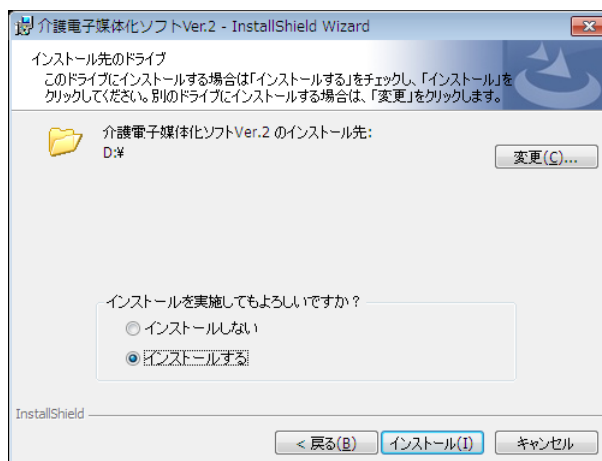 介護電子媒体化ソフトVer.2 - InstallShield Wizard
インストール先のドライブ
このドライブにインストールする場合は「インストールする」をチェックし、「インストール」を
クリックしてください。別のドライブにインストールする場合は、「変更」をクリックします。
介護電子媒体化ソフトVer.2 のインストール先:
D:¥
変更(C)...
インストールを実施してもよろしいですか？
インストールしない
インストールする
InstallShield
< 戻る(B)
インストール(I)
キャンセル